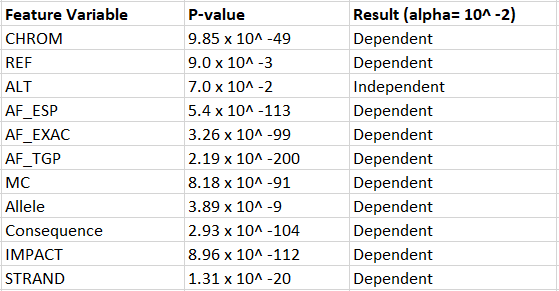 Feature Variable P-value Result (alpha= 10^ -2)
CHROM 9.85 x 10^ -49 Dependent
REF 9.0 x 10^ -3 Dependent
ALT 7.0 x 10^ -2 Independent
AF_ESP 5.4 x 10^ -113 Dependent
AF_EXAC 3.26 x 10^ -99 Dependent
AF_TGP 2.19 x 10^ -200 Dependent
MC 8.18 x 10^ -91 Dependent
Allele 3.89 x 10^ -9 Dependent
Consequence 2.93 x 10^ -104 Dependent
IMPACT 8.96 x 10^ -112 Dependent
STRAND 1.31 x 10^ -20 Dependent